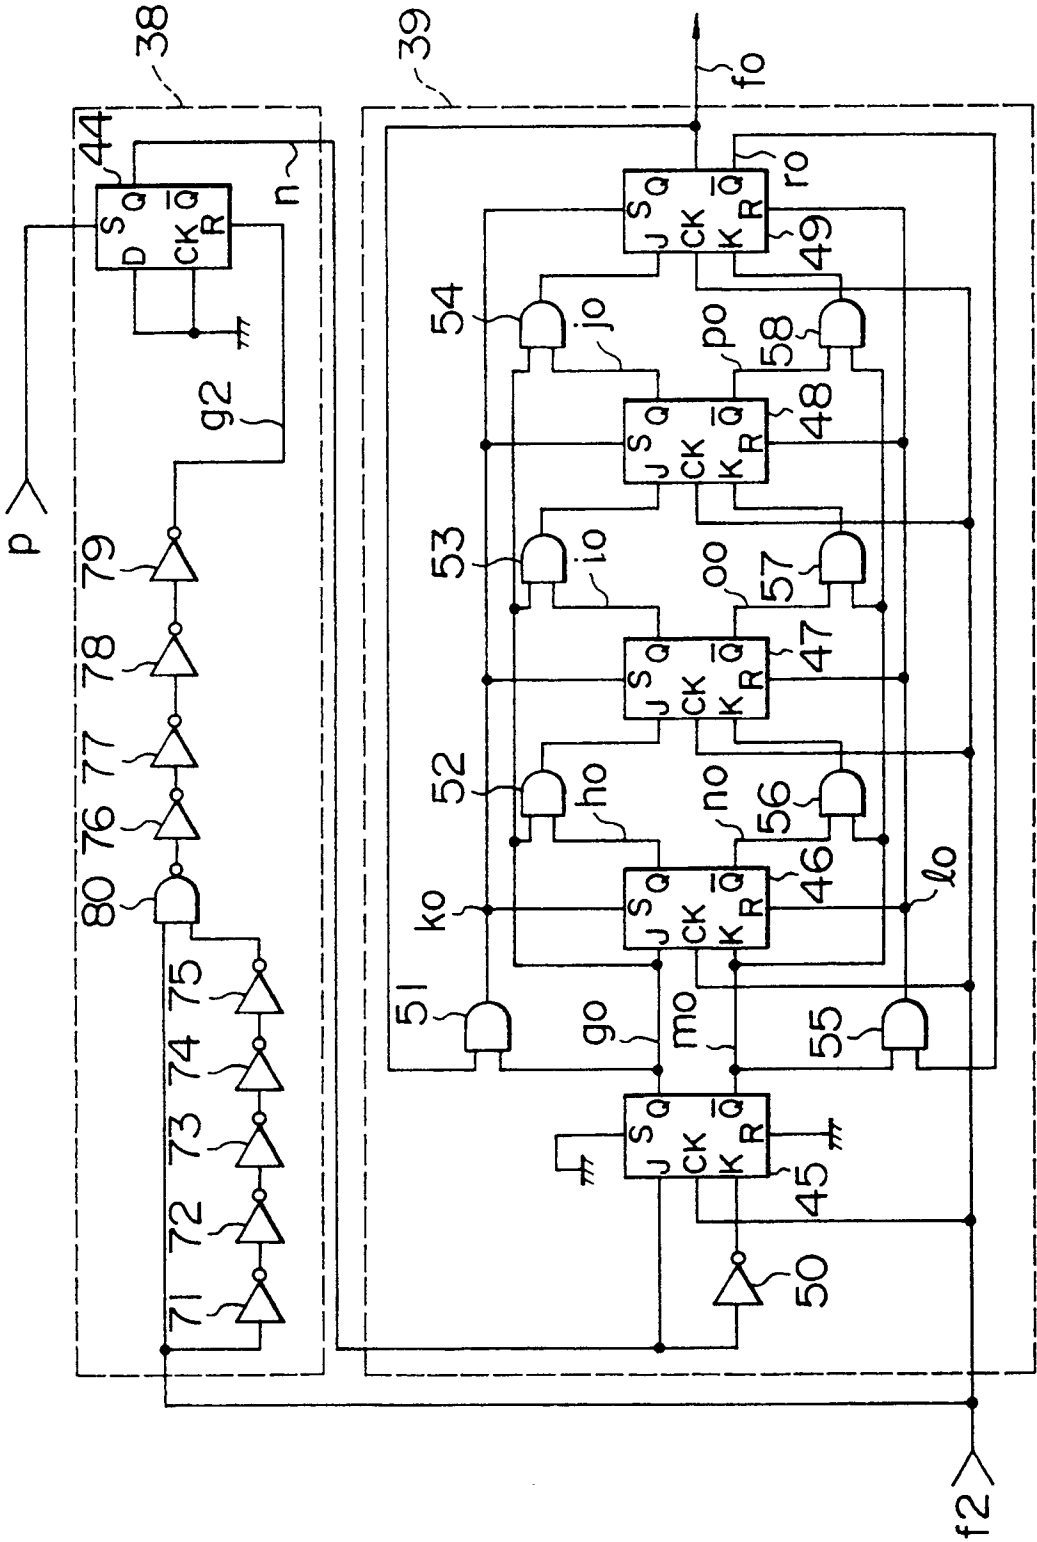 38
44
S
D
Q
CK
Q
R
n
p
g2
79
78
77
76
80
75
74
73
72
71
39
fo
S
J
Q
CK
K
Q
R
49
ro
54
jo
po
58
S
J
Q
CK
K
Q
R
48
53
io
oo
57
S
J
Q
CK
K
Q
R
47
52
ho
no
56
S
J
Q
CK
K
Q
R
46
ko
ℓo
51
go
mo
55
S
J
Q
CK
K
Q
R
45
50
f2